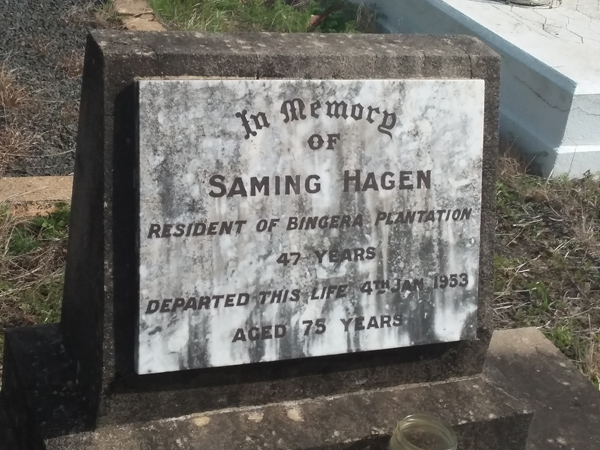 In Memory
OF
SAMING HAGEN
RESIDENT OF BINGERA PLANTATION
47 YEARS
DEPARTED THIS LIFE 4TH JAN 1953
AGED 75 YEARS